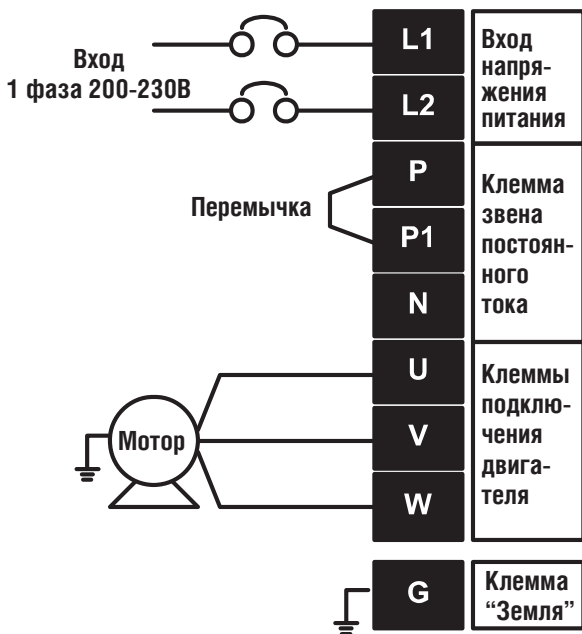 Вход
1 фаза 200-230В
L1
L2
Вход
напря-
жения
питания
Перемычка
P
P1
N
Клемма
звена
постоян-
ного
тока
Мотор
U
V
W
Клеммы
подклю-
чения
двига-
теля
G
Клемма
“Земля”